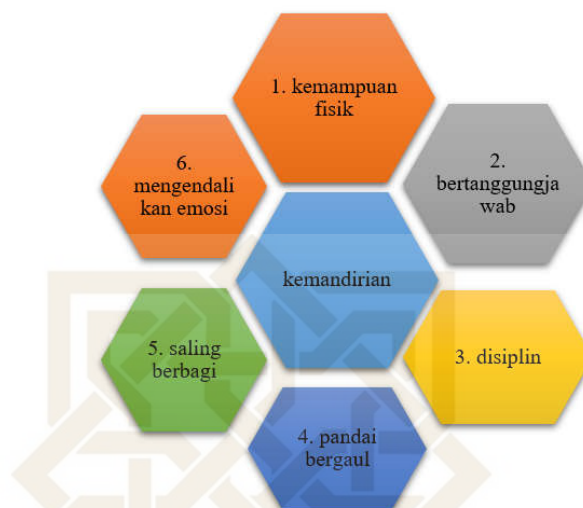 1. kemampuan
fisik
2.
bertanggungja
wab
3. disiplin
4. pandai
bergaul
5. saling
berbagi
6.
mengendali
kan emosi
kemandirian